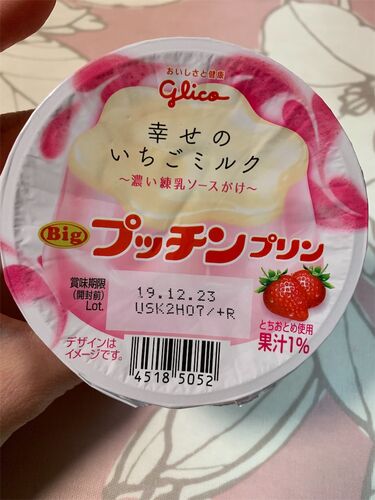 おいしさと健康
glico
幸せの
いちごミルク
〜濃い練乳ソースがけ〜
Big プッチンプリン
賞味期限
(開封前)
Lot.
19.12.23
USK2H07/+R
とちおとめ使用
果汁1%
デザインは
イメージです。
4518 5052